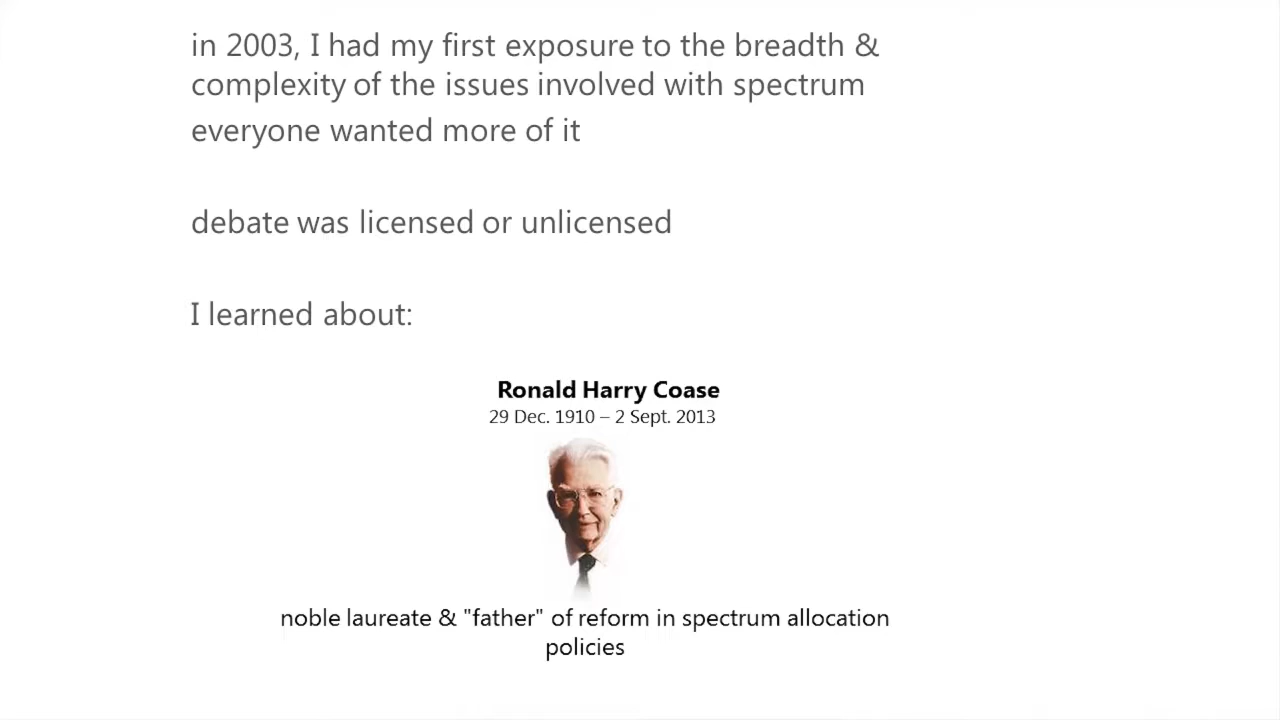 in 2003, I had my first exposure to the breadth &
complexity of the issues involved with spectrum
everyone wanted more of it
debate was licensed or unlicensed
I learned about:
Ronald Harry Coase
29 Dec. 1910 – 2 Sept. 2013
noble laureate & "father" of reform in spectrum allocation
policies